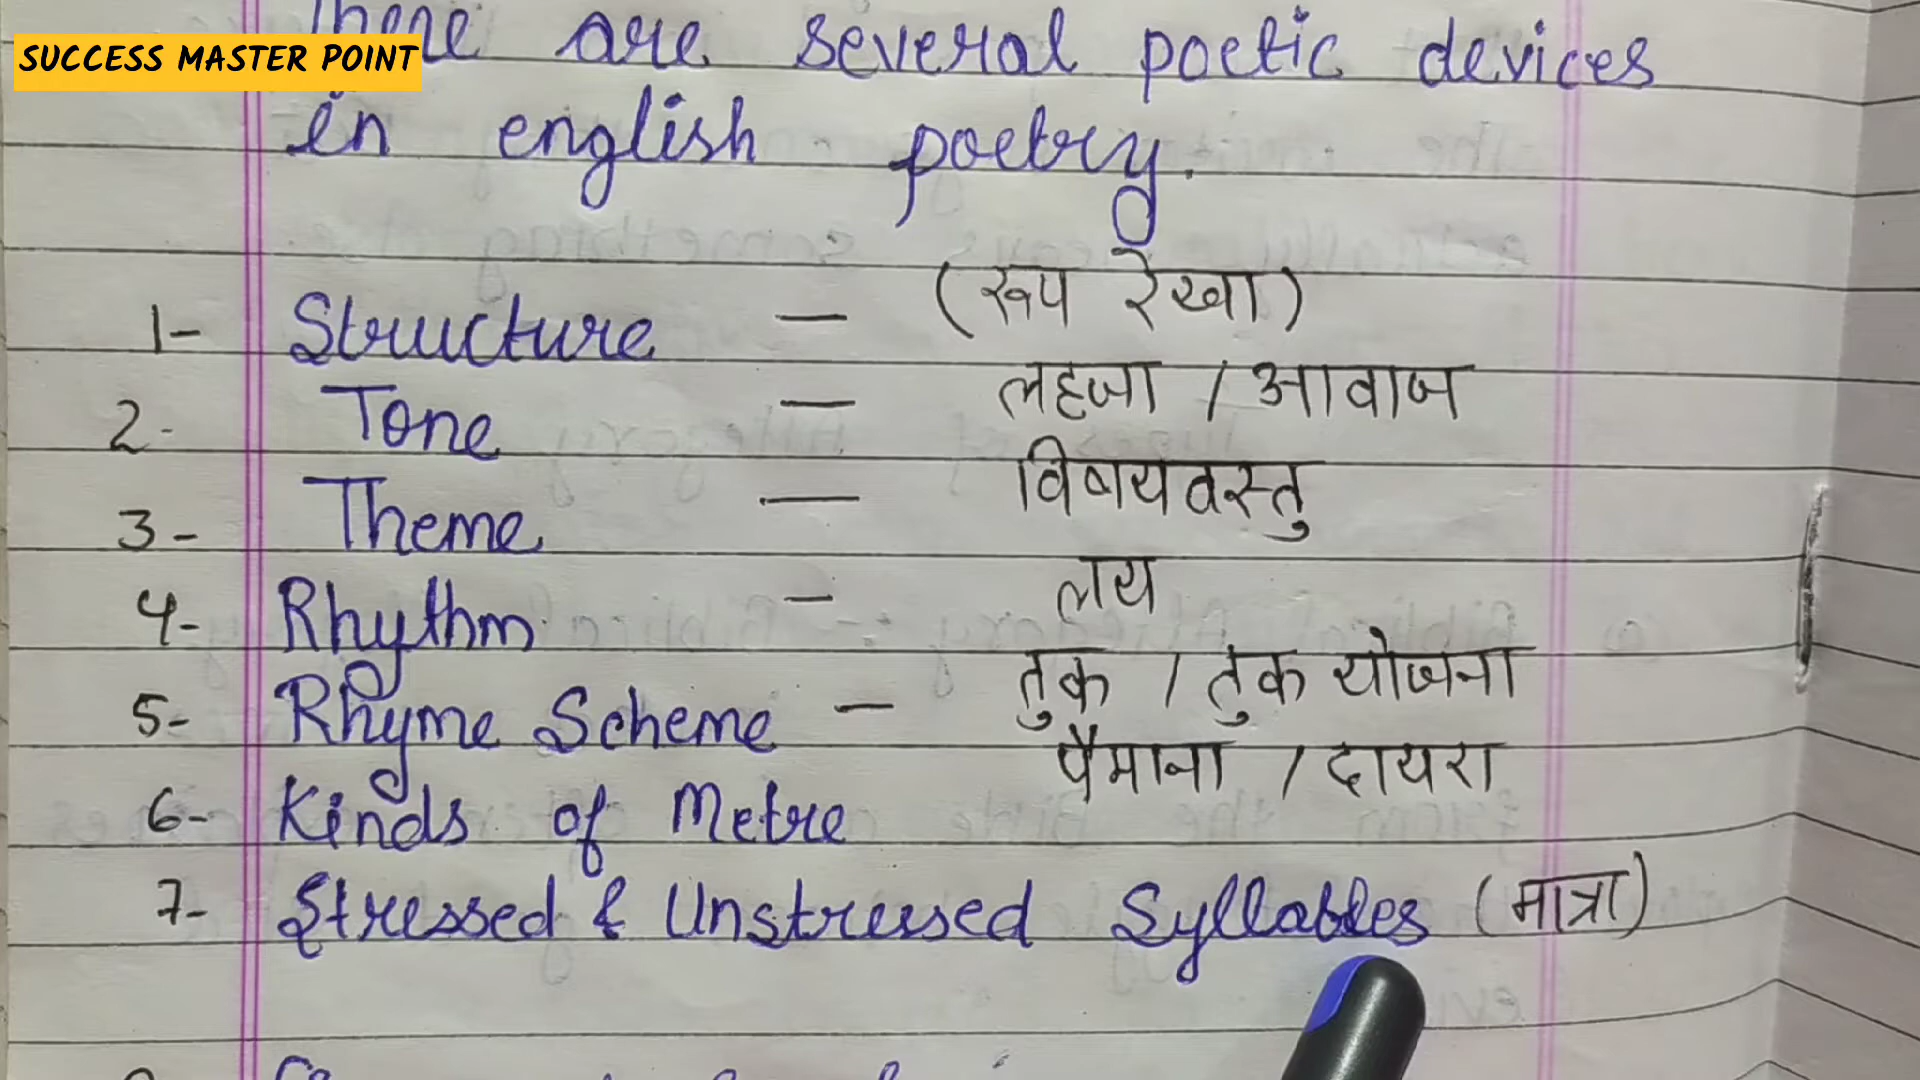 SUCCESS MASTER POINT
There are several poetic devices
in english poetry.
1- Structure — (रूप रेखा)
2- Tone — लहजा / आवाज
3- Theme — विषयवस्तु
4- Rhythm — लय
5- Rhyme Scheme — तुक / तुक योजना
6- Kinds of Metre पैमाना / दायरा
7- Stressed & Unstressed Syllables (मात्रा)